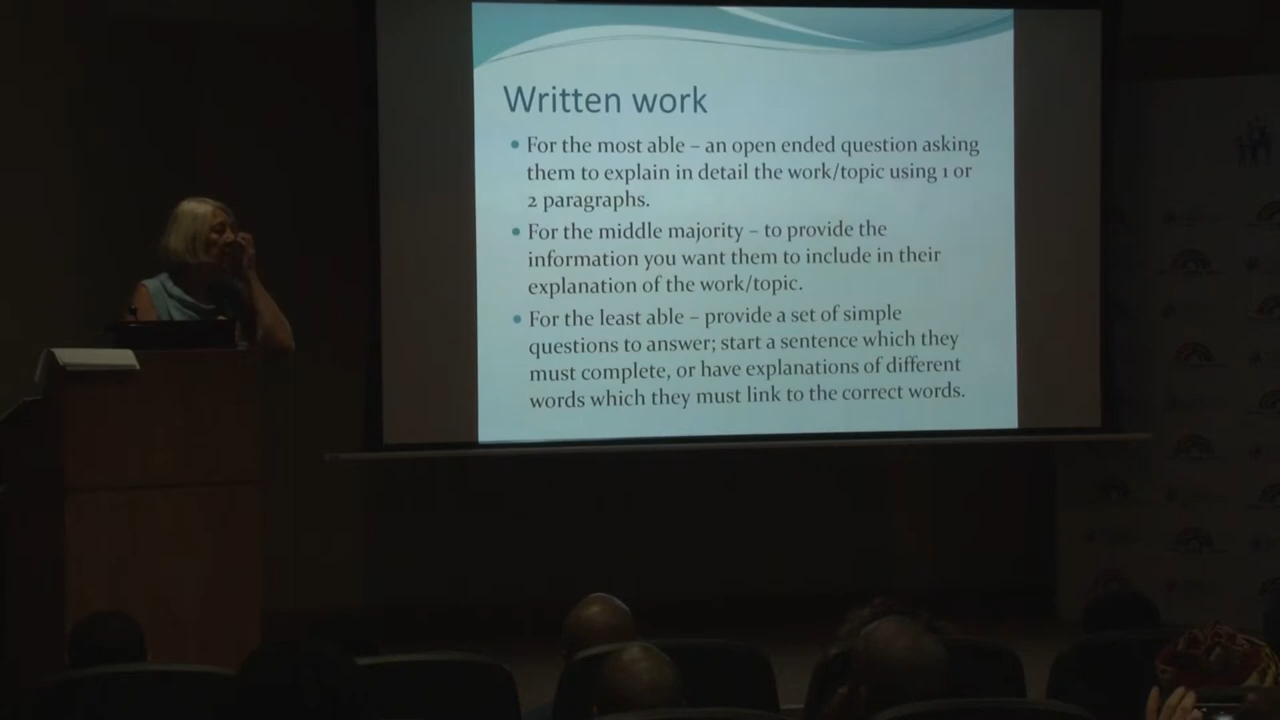 Written work
• For the most able – an open ended question asking
them to explain in detail the work/topic using 1 or
2 paragraphs.
• For the middle majority – to provide the
information you want them to include in their
explanation of the work/topic.
• For the least able – provide a set of simple
questions to answer; start a sentence which they
must complete, or have explanations of different
words which they must link to the correct words.